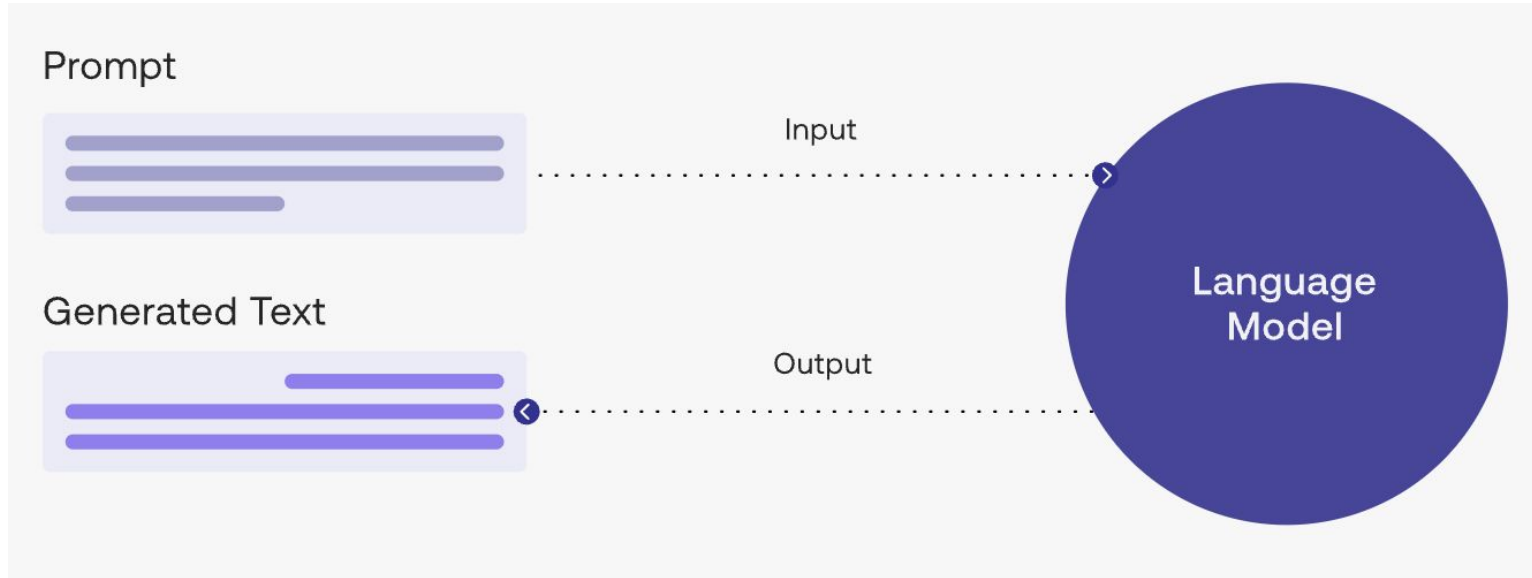 Prompt
Input
Generated Text
Output
Language
Model